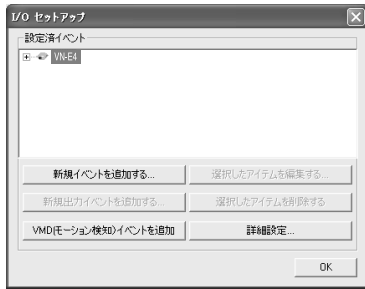 I/O セットアップ
設定済イベント
VN-E4
新規イベントを追加する...
選択したアイテムを編集する...
新規出力イベントを追加する...
選択したアイテムを削除する
VMD(モーション検知)イベントを追加
詳細設定...
OK